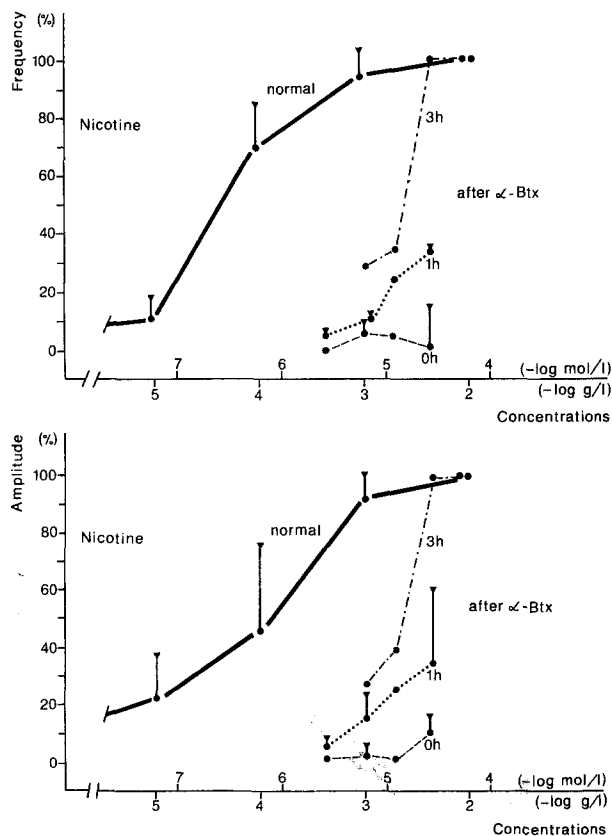 Frequency (%)
100
80
60
40
20
0
Nicotine
normal
3h
after α-Btx
1h
0h
7 6 5 4 (-log mol/l)
5 4 3 2 (-log g/l)
Concentrations
Amplitude (%)
100
80
60
40
20
0
Nicotine
normal
3h
after α-Btx
1h
0h
7 6 5 4 (-log mol/l)
5 4 3 2 (-log g/l)
Concentrations